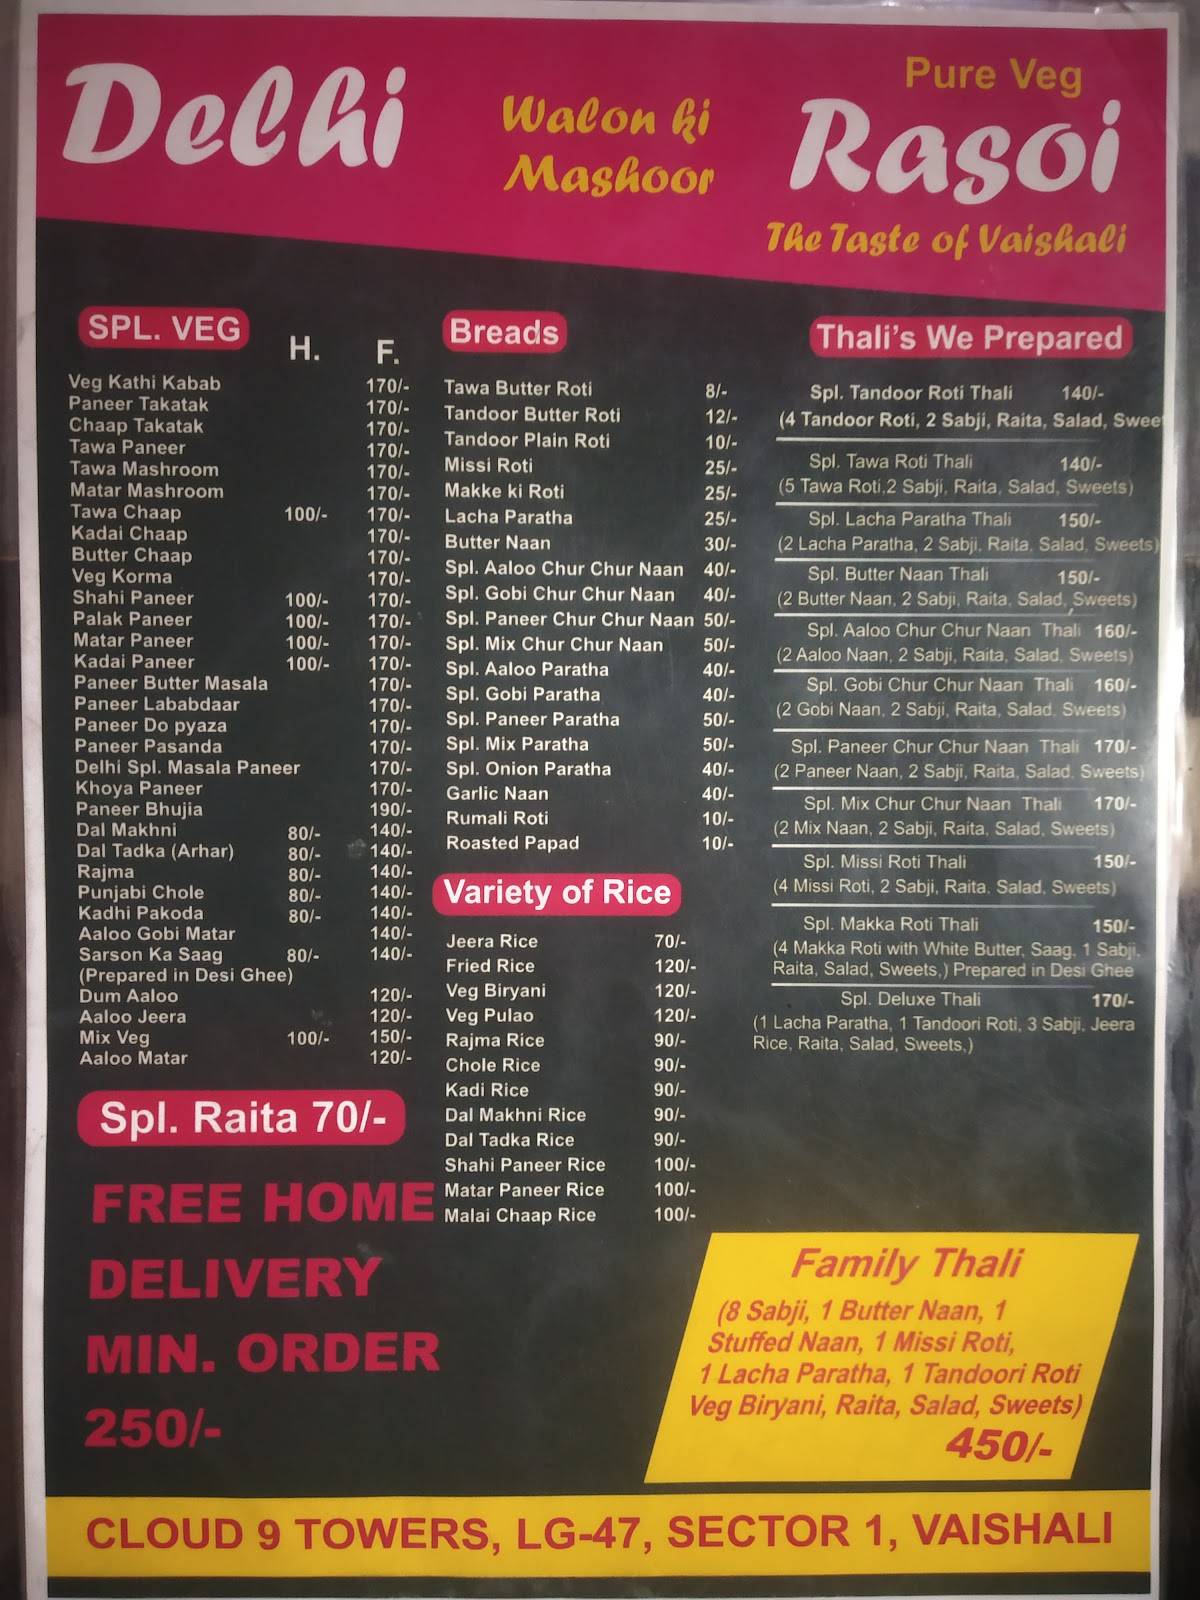 Delhi Walon ki Mashoor Pure Veg Rasoi
The Taste of Vaishali
SPL. VEG H. F.
Veg Kathi Kabab 170/-
Paneer Takatak 170/-
Chaap Takatak 170/-
Tawa Paneer 170/-
Tawa Mashroom 170/-
Matar Mashroom 170/-
Tawa Chaap 100/- 170/-
Kadai Chaap 170/-
Butter Chaap 170/-
Veg Korma 170/-
Shahi Paneer 100/- 170/-
Palak Paneer 100/- 170/-
Matar Paneer 100/- 170/-
Kadai Paneer 100/- 170/-
Paneer Butter Masala 170/-
Paneer Lababdaar 170/-
Paneer Do pyaza 170/-
Paneer Pasanda 170/-
Delhi Spl. Masala Paneer 170/-
Khoya Paneer 170/-
Paneer Bhujia 190/-
Dal Makhni 80/- 140/-
Dal Tadka (Arhar) 80/- 140/-
Rajma 80/- 140/-
Punjabi Chole 80/- 140/-
Kadhi Pakoda 80/- 140/-
Aaloo Gobi Matar 140/-
Sarson Ka Saag 80/- 140/-
(Prepared in Desi Ghee)
Dum Aaloo 120/-
Aaloo Jeera 120/-
Mix Veg 100/- 150/-
Aaloo Matar 120/-
Spl. Raita 70/-
FREE HOME
DELIVERY
MIN. ORDER
250/-
Breads
Tawa Butter Roti 8/-
Tandoor Butter Roti 12/-
Tandoor Plain Roti 10/-
Missi Roti 25/-
Makke ki Roti 25/-
Lacha Paratha 25/-
Butter Naan 30/-
Spl. Aaloo Chur Chur Naan 40/-
Spl. Gobi Chur Chur Naan 40/-
Spl. Paneer Chur Chur Naan 50/-
Spl. Mix Chur Chur Naan 50/-
Spl. Aaloo Paratha 40/-
Spl. Gobi Paratha 40/-
Spl. Paneer Paratha 50/-
Spl. Mix Paratha 50/-
Spl. Onion Paratha 40/-
Garlic Naan 40/-
Rumali Roti 10/-
Roasted Papad 10/-
Variety of Rice
Jeera Rice 70/-
Fried Rice 120/-
Veg Biryani 120/-
Veg Pulao 120/-
Rajma Rice 90/-
Chole Rice 90/-
Kadi Rice 90/-
Dal Makhni Rice 90/-
Dal Tadka Rice 90/-
Shahi Paneer Rice 100/-
Matar Paneer Rice 100/-
Malai Chaap Rice 100/-
Thali's We Prepared
Spl. Tandoor Roti Thali 140/-
(4 Tandoor Roti, 2 Sabji, Raita, Salad, Sweet
Spl. Tawa Roti Thali 140/-
(5 Tawa Roti,2 Sabji, Raita, Salad, Sweets)
Spl. Lacha Paratha Thali 150/-
(2 Lacha Paratha, 2 Sabji, Raita, Salad, Sweets)
Spl. Butter Naan Thali 150/-
(2 Butter Naan, 2 Sabji, Raita, Salad, Sweets)
Spl. Aaloo Chur Chur Naan Thali 160/-
(2 Aaloo Naan, 2 Sabji, Raita, Salad, Sweets)
Spl. Gobi Chur Chur Naan Thali 160/-
(2 Gobi Naan, 2 Sabji, Raita, Salad, Sweets)
Spl. Paneer Chur Chur Naan Thali 170/-
(2 Paneer Naan, 2 Sabji, Raita, Salad, Sweets)
Spl. Mix Chur Chur Naan Thali 170/-
(2 Mix Naan, 2 Sabji, Raita, Salad, Sweets)
Spl. Missi Roti Thali 150/-
(4 Missi Roti, 2 Sabji, Raita, Salad, Sweets)
Spl. Makka Roti Thali 150/-
(4 Makka Roti with White Butter, Saag, 1 Sabji,
Raita, Salad, Sweets,) Prepared in Desi Ghee
Spl. Deluxe Thali 170/-
(1 Lacha Paratha, 1 Tandoori Roti, 3 Sabji, Jeera
Rice, Raita, Salad, Sweets,)
Family Thali
(8 Sabji, 1 Butter Naan, 1
Stuffed Naan, 1 Missi Roti,
1 Lacha Paratha, 1 Tandoori Roti
Veg Biryani, Raita, Salad, Sweets)
450/-
CLOUD 9 TOWERS, LG-47, SECTOR 1, VAISHALI